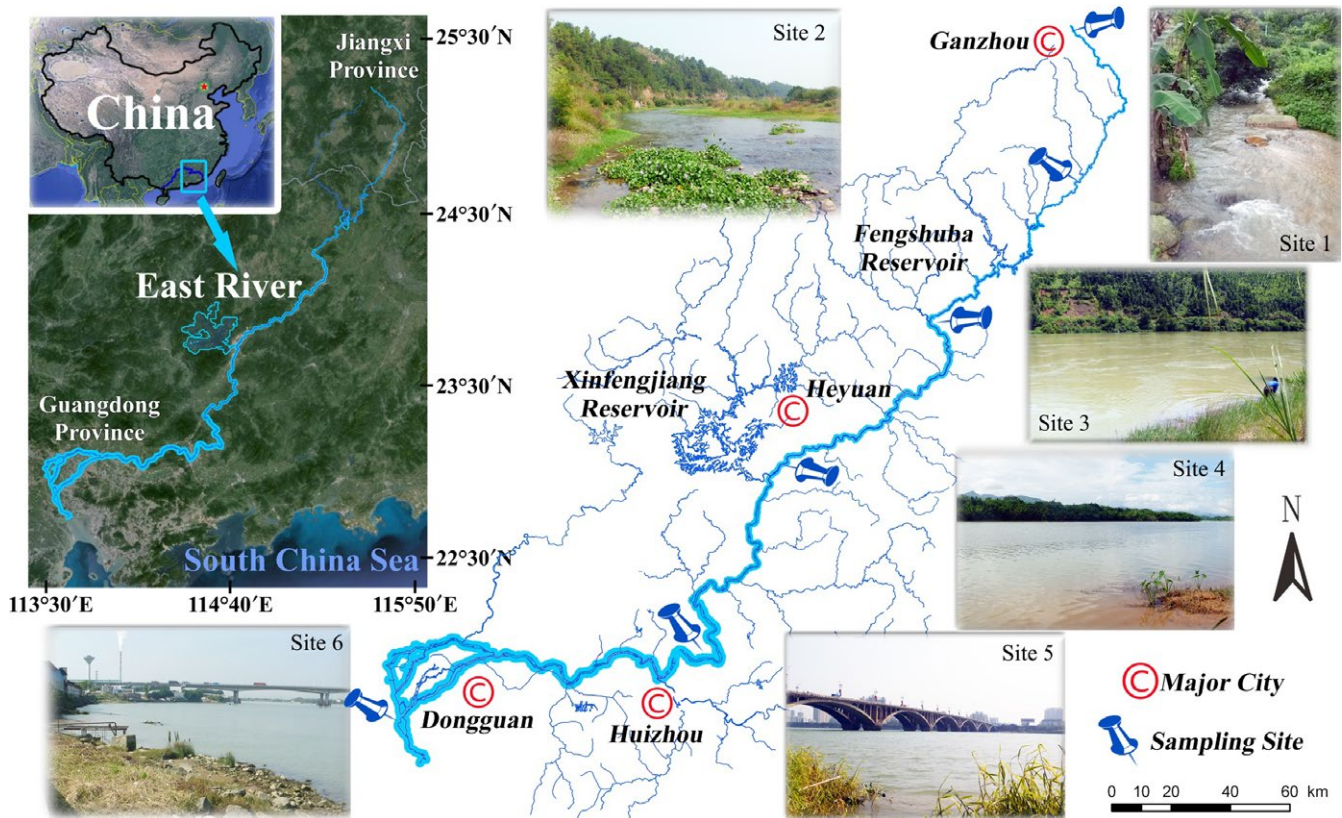 China
Jiangxi
Province
East River
Guangdong
Province
South China Sea
25°30′N
24°30′N
23°30′N
22°30′N
113°30′E
114°40′E
115°50′E
Site 2
Ganzhou
Site 1
Fengshuba
Reservoir
Site 3
Xinfengjiang
Reservoir
Heyuan
Site 4
N
Site 6
Dongguan
Huizhou
Site 5
C Major City
Sampling Site
0 10 20 40 60 km